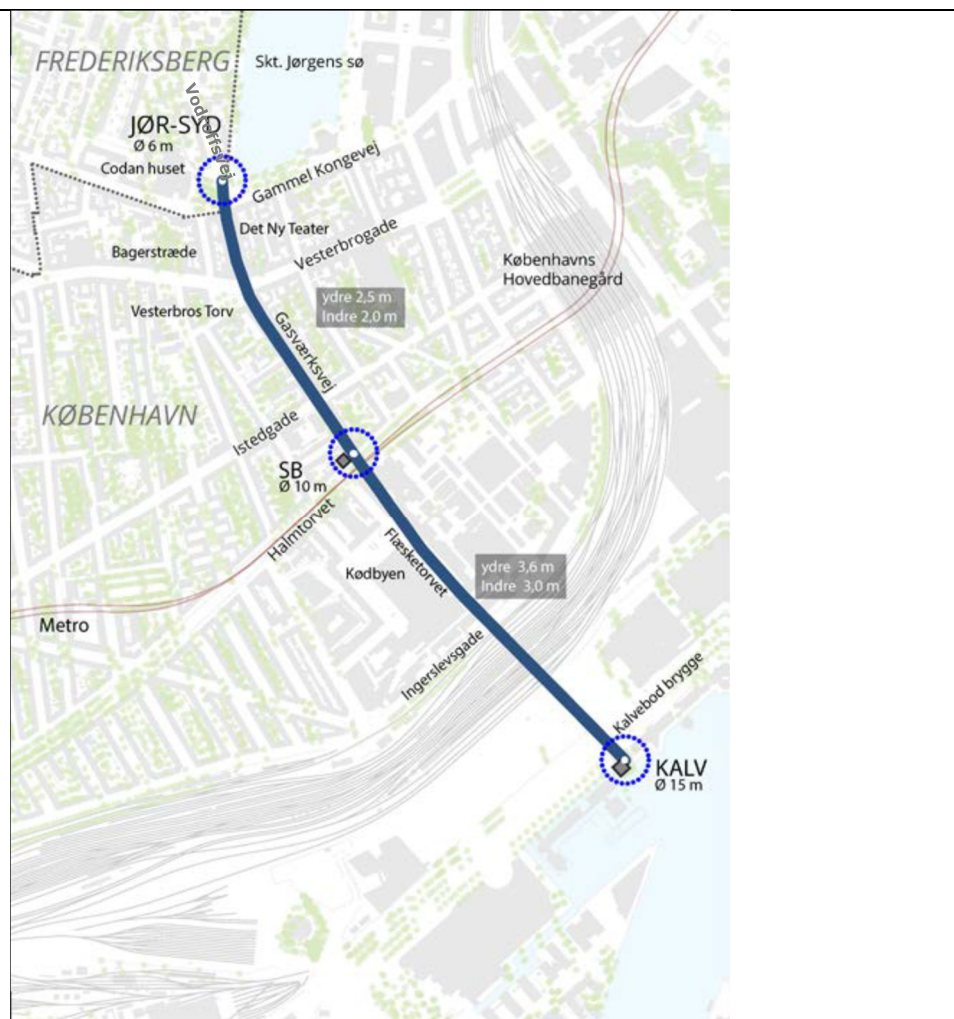 FREDERIKSBERG
Skt. Jørgens sø
Vodroffsvej
JØR-SYD
Ø 6 m
Codan huset
Gammel Kongevej
Det Ny Teater
Bagerstræde
Vesterbrogade
Københavns
Hovedbanegård
ydre 2,5 m
Indre 2,0 m
Vesterbros Torv
Gasværksvej
KØBENHAVN
Istedgade
SB
Ø 10 m
Halmtorvet
Flæsketorvet
Kødbyen
ydre 3,6 m
Indre 3,0 m
Metro
Ingerslevsgade
Kalvebod brygge
KALV
Ø 15 m